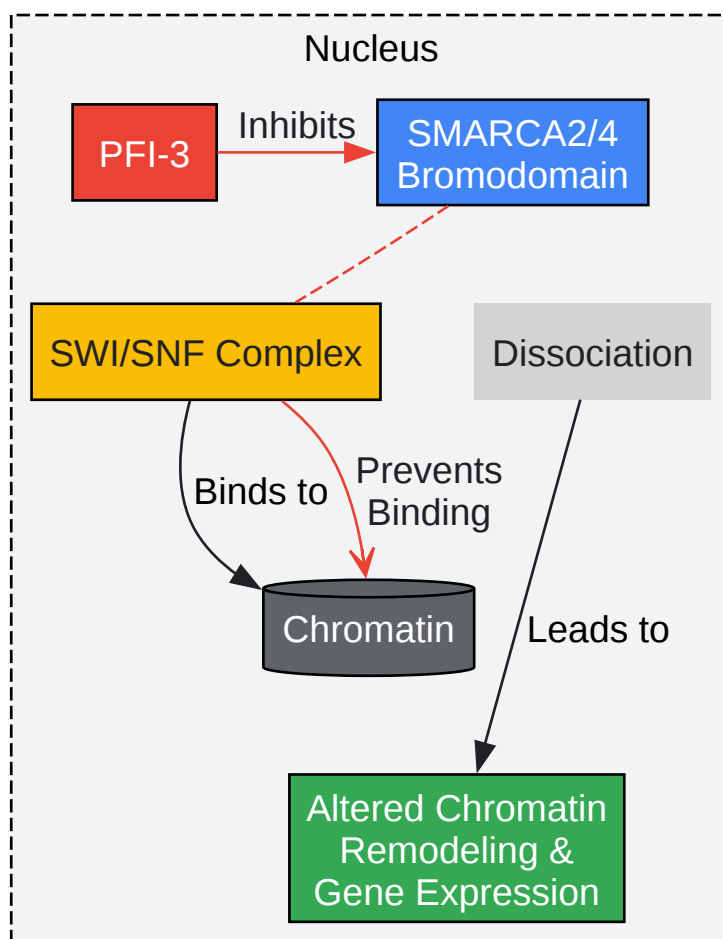 Nucleus
PFI-3
Inhibits
SMARCA2/4
Bromodomain
SWI/SNF Complex
Dissociation
Binds to
Prevents
Binding
Chromatin
Leads to
Altered Chromatin
Remodeling &
Gene Expression